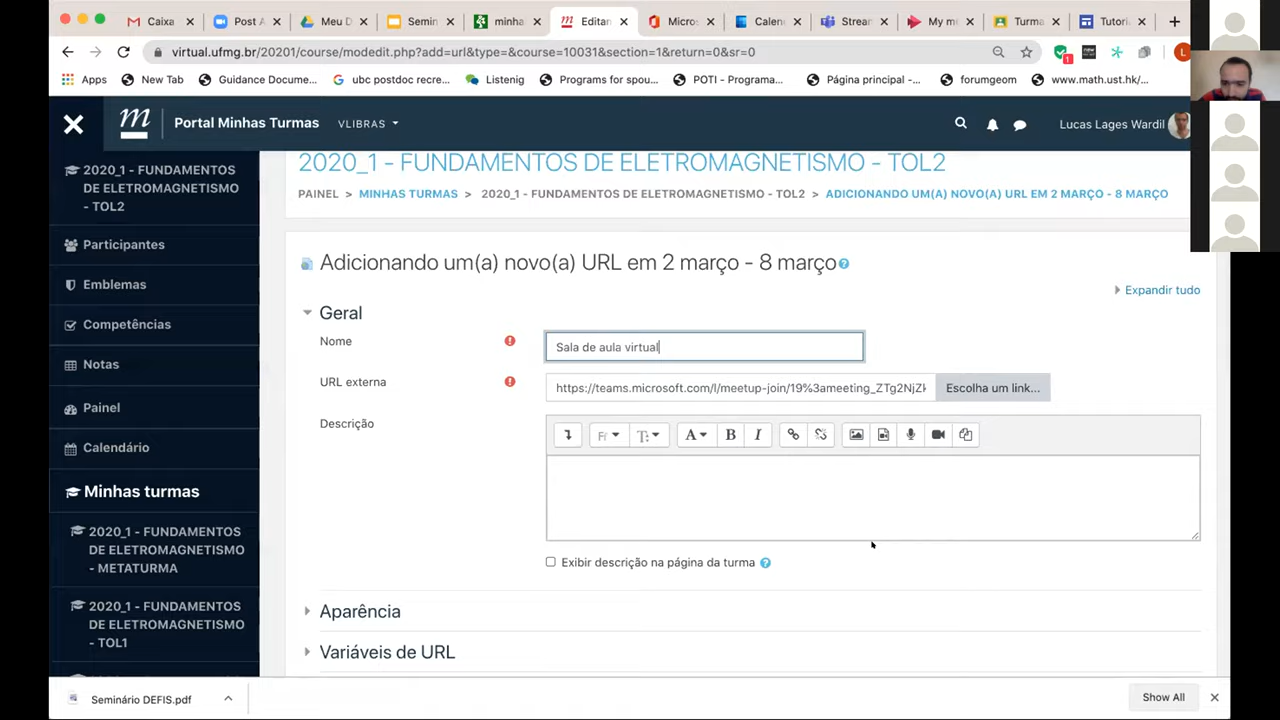 Caixa
Post A
Meu D
Semin
minha
Editan
Micros
Calen
Stream
My m
Turma
Tutori
virtual.ufmg.br/20201/course/modedit.php?add=url&type=&course=10031&section=1&return=0&sr=0
1
L
Apps
New Tab
Guidance Docume...
ubc postdoc recre...
Listenig
Programs for spou...
POTI - Programa...
Página principal -...
forumgeom
www.math.ust.hk/...
m
Portal Minhas Turmas
VLIBRAS
Lucas Lages Wardil
2020_1 - FUNDAMENTOS
DE ELETROMAGNETISMO
- TOL2
Participantes
Emblemas
Competências
Notas
Painel
Calendário
Minhas turmas
2020_1 - FUNDAMENTOS
DE ELETROMAGNETISMO
- METATURMA
2020_1 - FUNDAMENTOS
DE ELETROMAGNETISMO
- TOL1
2020_1 - FUNDAMENTOS DE ELETROMAGNETISMO - TOL2
PAINEL > MINHAS TURMAS > 2020_1 - FUNDAMENTOS DE ELETROMAGNETISMO - TOL2 > ADICIONANDO UM(A) NOVO(A) URL EM 2 MARÇO - 8 MARÇO
Adicionando um(a) novo(a) URL em 2 março - 8 março
Expandir tudo
Geral
Nome
Sala de aula virtual
URL externa
https://teams.microsoft.com/l/meetup-join/19%3ameeting_ZTg2NjZk
Escolha um link...
Descrição
Exibir descrição na página da turma
Aparência
Variáveis de URL
Seminário DEFIS.pdf
Show All